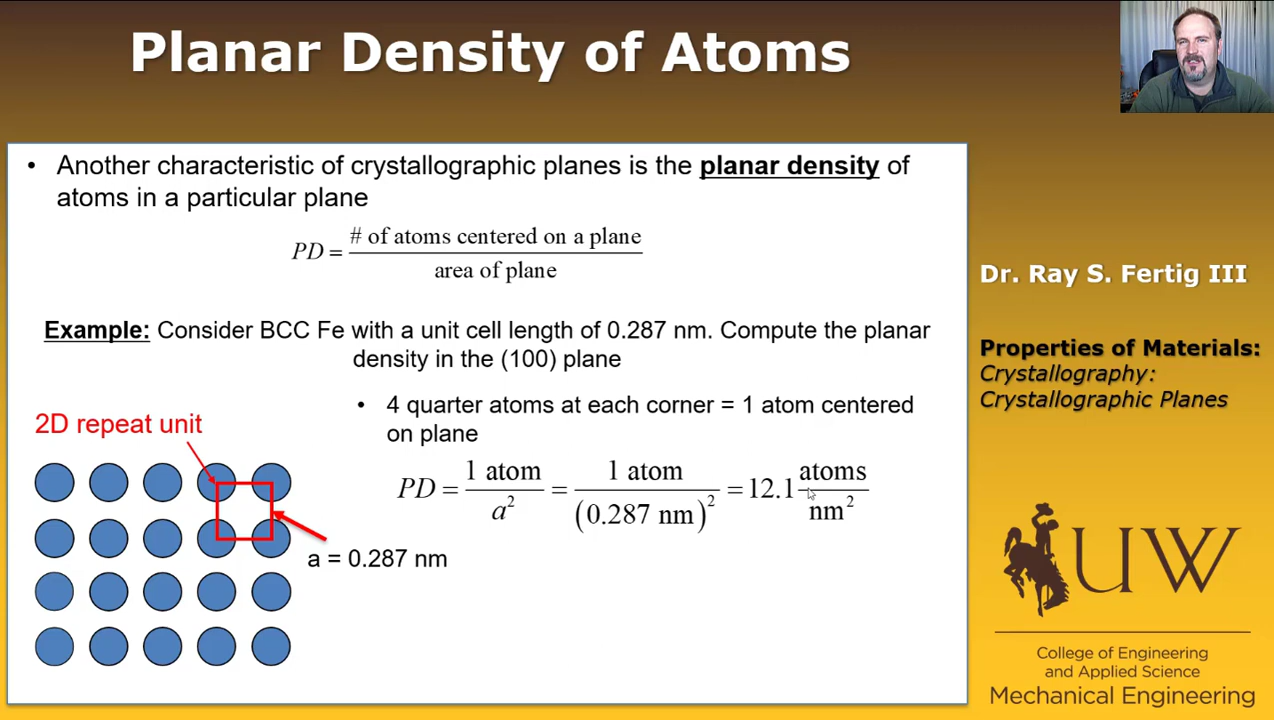 Planar Density of Atoms
• Another characteristic of crystallographic planes is the planar density of
atoms in a particular plane
PD = # of atoms centered on a plane / area of plane
Example: Consider BCC Fe with a unit cell length of 0.287 nm. Compute the planar
density in the (100) plane
• 4 quarter atoms at each corner = 1 atom centered
on plane
PD = 1 atom / a² = 1 atom / (0.287 nm)² = 12.1 atoms / nm²
2D repeat unit
a = 0.287 nm
Dr. Ray S. Fertig III
Properties of Materials:
Crystallography:
Crystallographic Planes
UW
College of Engineering
and Applied Science
Mechanical Engineering